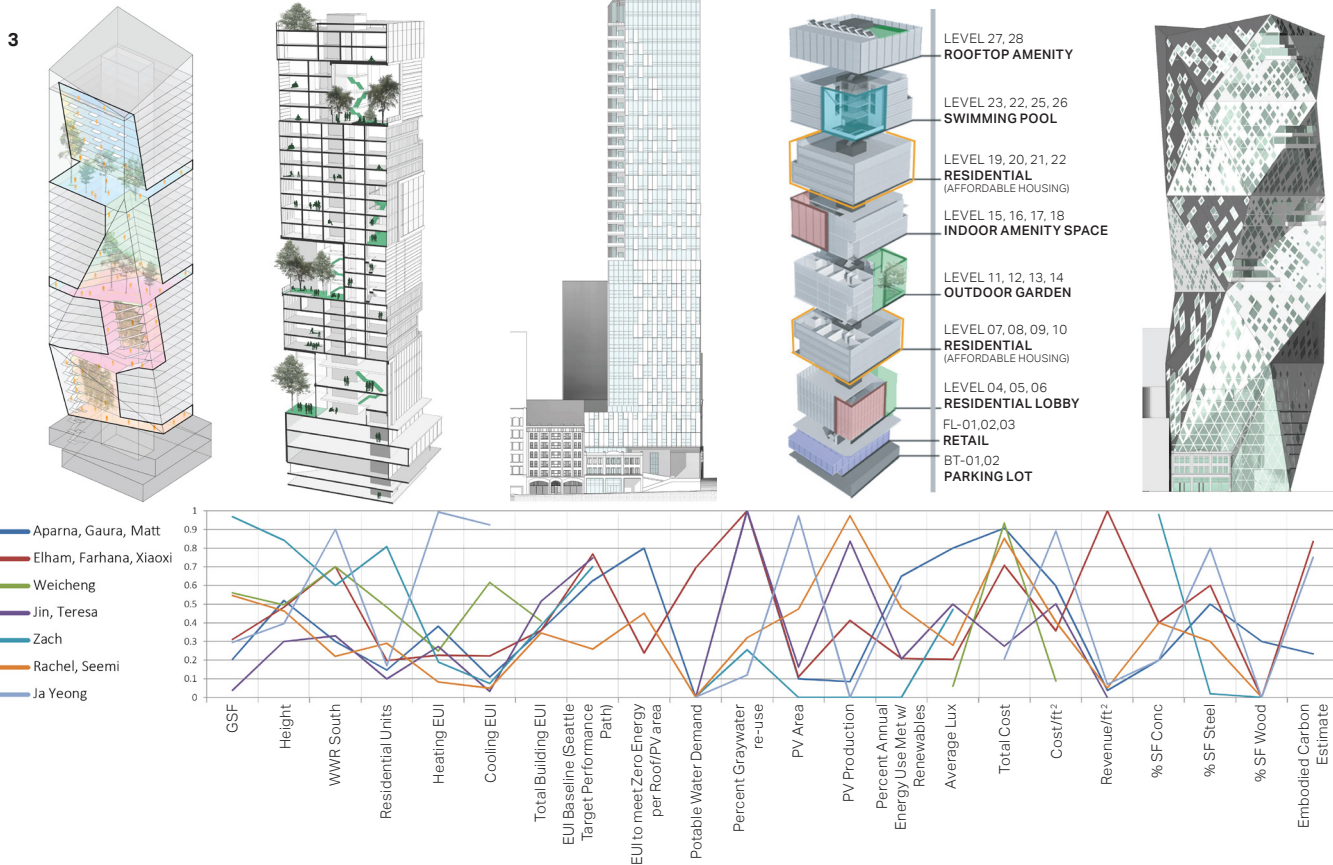 3
LEVEL 27, 28
ROOFTOP AMENITY
LEVEL 23, 22, 25, 26
SWIMMING POOL
LEVEL 19, 20, 21, 22
RESIDENTIAL
(AFFORDABLE HOUSING)
LEVEL 15, 16, 17, 18
INDOOR AMENITY SPACE
LEVEL 11, 12, 13, 14
OUTDOOR GARDEN
LEVEL 07, 08, 09, 10
RESIDENTIAL
(AFFORDABLE HOUSING)
LEVEL 04, 05, 06
RESIDENTIAL LOBBY
FL-01,02,03
RETAIL
BT-01,02
PARKING LOT
Aparna, Gaura, Matt
Elham, Farhana, Xiaoxi
Weicheng
Jin, Teresa
Zach
Rachel, Seemi
Ja Yeong
1
0.9
0.8
0.7
0.6
0.5
0.4
0.3
0.2
0.1
0
GSF
Height
WWR South
Residential Units
Heating EUI
Cooling EUI
Total Building EUI
EUI Baseline (Seattle
Target Performance
Path)
EUI to meet Zero Energy
per Roof/PV area
Potable Water Demand
Percent Graywater
re-use
PV Area
PV Production
Percent Annual
Energy Use Met w/
Renewables
Average Lux
Total Cost
Cost/ft²
Revenue/ft²
% SF Conc
% SF Steel
% SF Wood
Embodied Carbon
Estimate